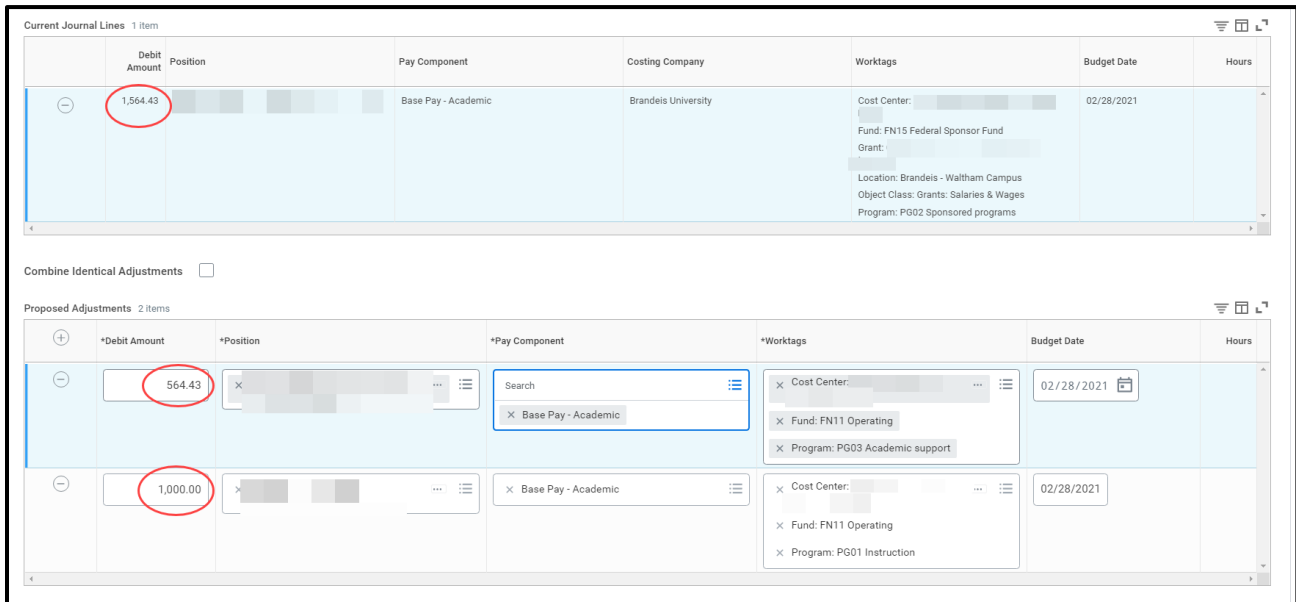 Current Journal Lines 1 item
Debit Amount Position Pay Component Costing Company Worktags Budget Date Hours
1,564.43 Base Pay - Academic Brandeis University Cost Center: 02/28/2021
Fund: FN15 Federal Sponsor Fund
Grant:
Location: Brandeis - Waltham Campus
Object Class: Grants: Salaries & Wages
Program: PG02 Sponsored programs
Combine Identical Adjustments
Proposed Adjustments 2 items
*Debit Amount *Position *Pay Component *Worktags Budget Date Hours
564.43 Search Cost Center: 02/28/2021
Base Pay - Academic
Fund: FN11 Operating
Program: PG03 Academic support
1,000.00 Base Pay - Academic Cost Center: 02/28/2021
Fund: FN11 Operating
Program: PG01 Instruction